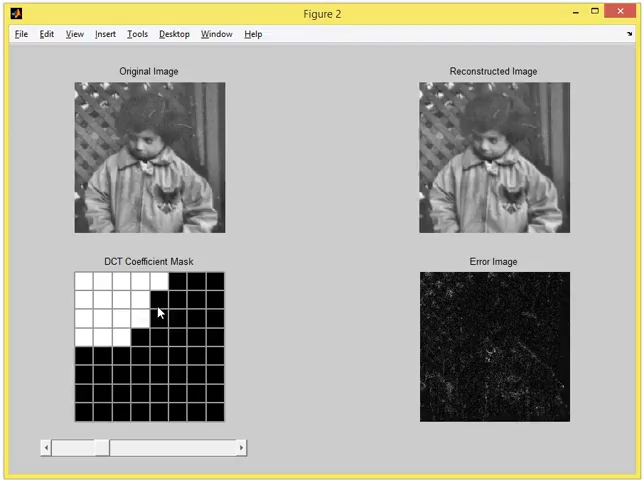 Figure 2
File Edit View Insert Tools Desktop Window Help
Original Image
Reconstructed Image
DCT Coefficient Mask
Error Image